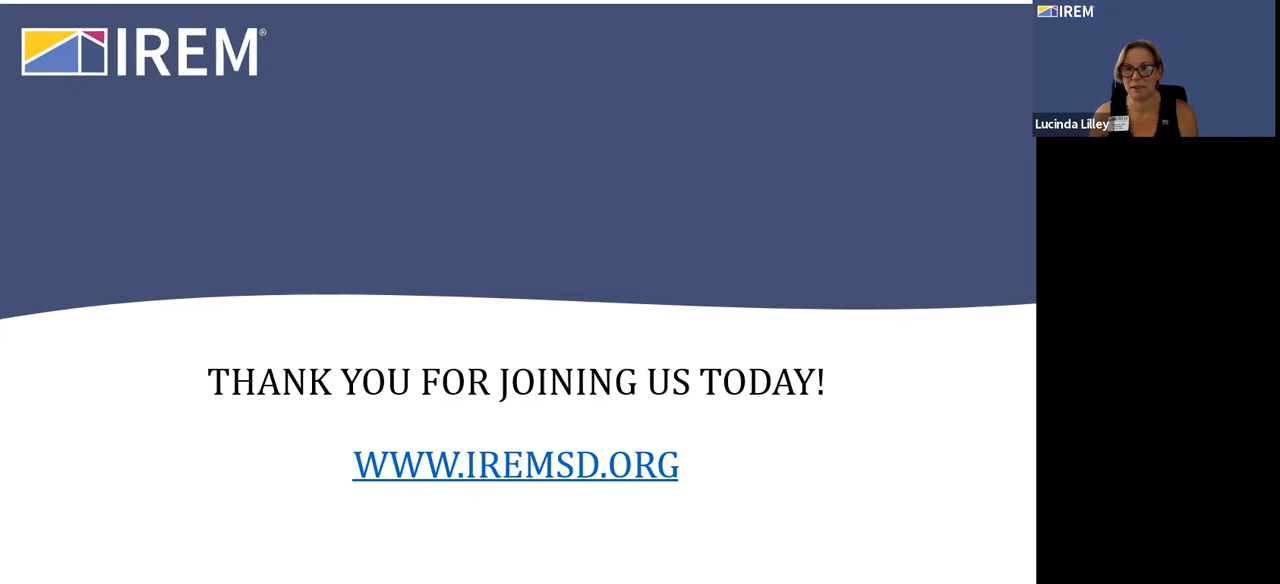 IREM®
IREM
Lucinda Lilley
THANK YOU FOR JOINING US TODAY!
WWW.IREMSD.ORG